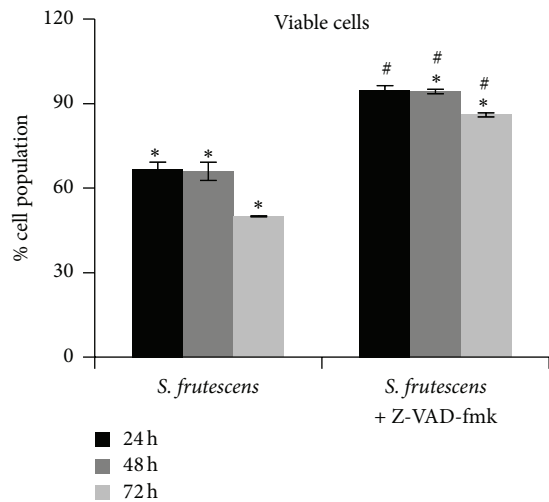 Viable cells
% cell population
120
90
60
30
0
* * *
# # #
* *
S. frutescens
S. frutescens
+ Z-VAD-fmk
24 h
48 h
72 h